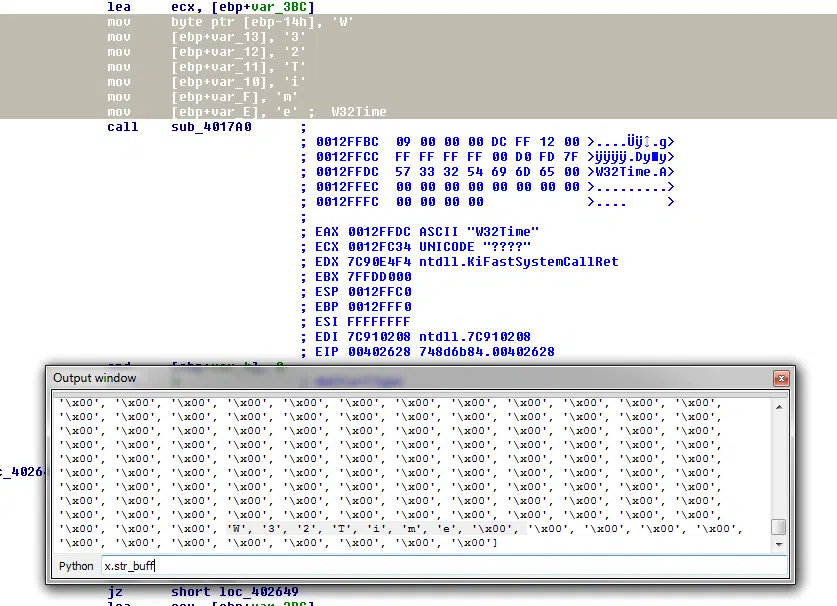 lea ecx, [ebp+var_3BC]
mov byte ptr [ebp-14h], 'W'
mov [ebp+var_13], '3'
mov [ebp+var_12], '2'
mov [ebp+var_11], 'T'
mov [ebp+var_10], 'i'
mov [ebp+var_F], 'm'
mov [ebp+var_E], 'e' ; W32Time
call sub_4017A0 ;
; 0012FFBC 09 00 00 00 DC FF 12 00 >....Üÿ↕.g>
; 0012FFCC FF FF FF FF 00 D0 FD 7F >ÿÿÿÿ.Dy■y>
; 0012FFDC 57 33 32 54 69 6D 65 00 >W32Time.A>
; 0012FFEC 00 00 00 00 00 00 00 00 >.........>
; 0012FFFC 00 00 00 00 >.... >
;
; EAX 0012FFDC ASCII "W32Time"
; ECX 0012FC34 UNICODE "????"
; EDX 7C90E4F4 ntdll.KiFastSystemCallRet
; EBX 7FFDD000
; ESP 0012FFC0
; EBP 0012FFF0
; ESI FFFFFFFF
; EDI 7C910208 ntdll.7C910208
; EIP 00402628 748d6b84.00402628
Output window
'\x00', '\x00', '\x00', '\x00', '\x00', '\x00', '\x00', '\x00', '\x00', '\x00', '\x00', '\x00',
'\x00', '\x00', '\x00', '\x00', '\x00', '\x00', '\x00', '\x00', '\x00', '\x00', '\x00', '\x00',
'\x00', '\x00', '\x00', '\x00', '\x00', '\x00', '\x00', '\x00', '\x00', '\x00', '\x00', '\x00',
'\x00', '\x00', '\x00', '\x00', '\x00', '\x00', '\x00', '\x00', '\x00', '\x00', '\x00', '\x00',
'\x00', '\x00', '\x00', '\x00', '\x00', '\x00', '\x00', '\x00', '\x00', '\x00', '\x00', '\x00',
'\x00', '\x00', '\x00', '\x00', '\x00', '\x00', '\x00', '\x00', '\x00', '\x00', '\x00', '\x00',
'\x00', '\x00', '\x00', '\x00', '\x00', '\x00', '\x00', '\x00', '\x00', '\x00', '\x00', '\x00',
'\x00', '\x00', '\x00', '\x00', '\x00', '\x00', '\x00', '\x00', '\x00', '\x00', '\x00', '\x00',
'\x00', '\x00', '\x00', '\x00', '\x00', '\x00', '\x00', '\x00', '\x00', '\x00', '\x00', '\x00',
'\x00', '\x00', '\x00', 'W', '3', '2', 'T', 'i', 'm', 'e', '\x00', '\x00', '\x00', '\x00', '\x00',
'\x00', '\x00', '\x00', '\x00', '\x00', '\x00', '\x00', '\x00']
c_4026
Python x.str_buff
jz short loc_402649